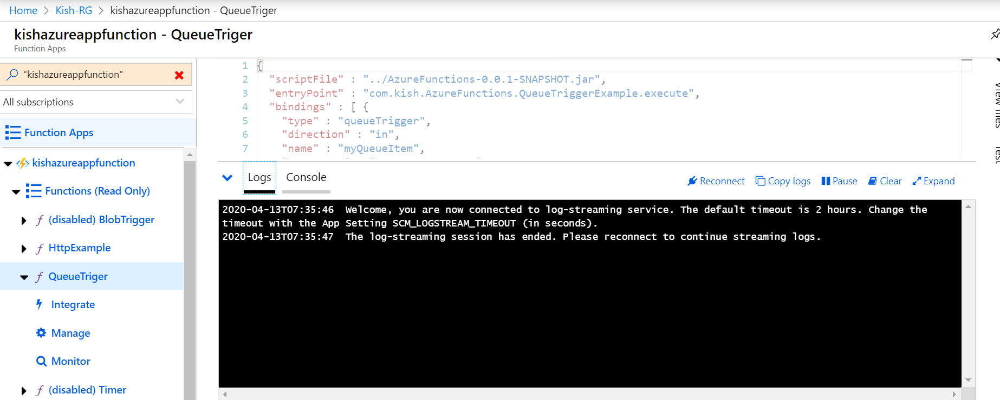 Home > Kish-RG > kishazureappfunction - QueueTriger
kishazureappfunction - QueueTriger
Function Apps
"kishazureappfunction"
All subscriptions
Function Apps
kishazureappfunction
Functions (Read Only)
(disabled) BlobTrigger
HttpExample
QueueTriger
Integrate
Manage
Monitor
(disabled) Timer
1 {
2 "scriptFile" : "../AzureFunctions-0.0.1-SNAPSHOT.jar",
3 "entryPoint" : "com.kish.AzureFunctions.QueueTriggerExample.execute",
4 "bindings" : [ {
5 "type" : "queueTrigger",
6 "direction" : "in",
7 "name" : "myQueueItem",
Logs Console
Reconnect Copy logs Pause Clear Expand
2020-04-13T07:35:46 Welcome, you are now connected to log-streaming service. The default timeout is 2 hours. Change the
timeout with the App Setting SCM_LOGSTREAM_TIMEOUT (in seconds).
2020-04-13T07:35:47 The log-streaming session has ended. Please reconnect to continue streaming logs.